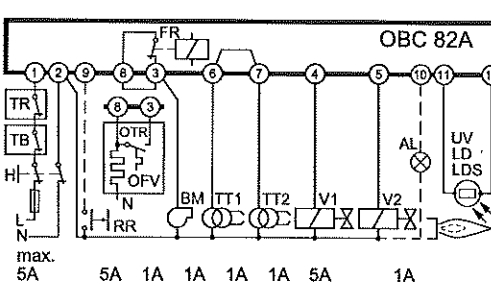 FR
OBC 82A
1 2 9 8 3 6 7 4 5 10 11 1
TR
8 3
TB
OTR
OFV
H
N
AL
UV
LD
LDS
BM TT1 TT2 V1 V2
RR
L
N
max.
5A 5A 1A 1A 1A 1A 5A 1A